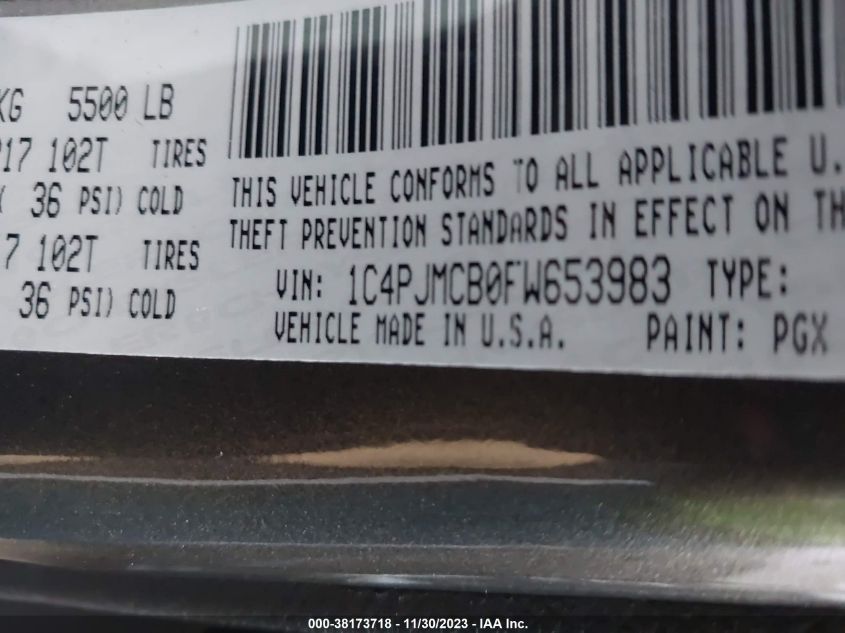 KG 5500 LB
R17 102T TIRES
36 PSI) COLD
7 102T TIRES
36 PSI) COLD
THIS VEHICLE CONFORMS TO ALL APPLICABLE U.
THEFT PREVENTION STANDARDS IN EFFECT ON TH
VIN: 1C4PJMCB0FW653983 TYPE:
VEHICLE MADE IN U.S.A. PAINT: PGX
000-38173718 - 11/30/2023 - IAA Inc.